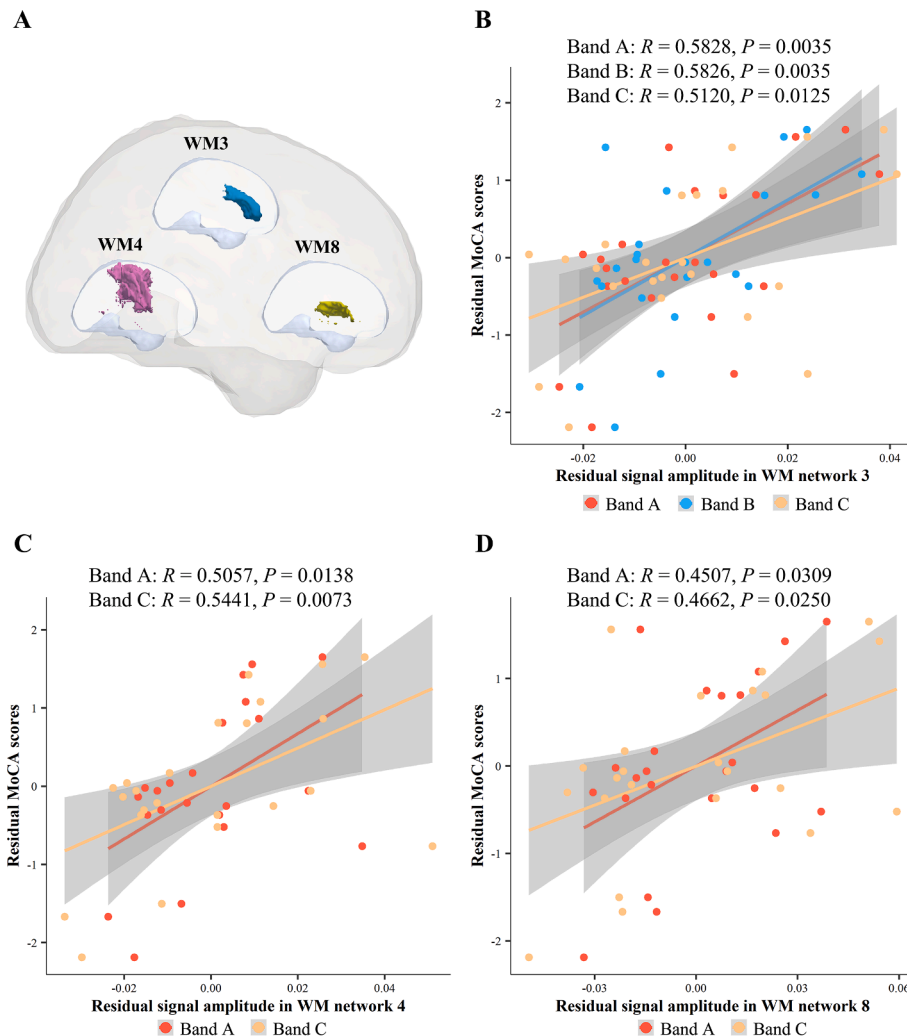 A
WM3
WM4
WM8
B
Band A: R = 0.5828, P = 0.0035
Band B: R = 0.5826, P = 0.0035
Band C: R = 0.5120, P = 0.0125
Residual MoCA scores
2
1
0
-1
-2
-0.02
0.00
0.02
0.04
Residual signal amplitude in WM network 3
Band A
Band B
Band C
C
Band A: R = 0.5057, P = 0.0138
Band C: R = 0.5441, P = 0.0073
Residual MoCA scores
2
1
0
-1
-2
-0.02
0.00
0.02
0.04
Residual signal amplitude in WM network 4
Band A
Band C
D
Band A: R = 0.4507, P = 0.0309
Band C: R = 0.4662, P = 0.0250
Residual MoCA scores
2
1
0
-1
-2
-0.03
0.00
0.03
0.06
Residual signal amplitude in WM network 8
Band A
Band C